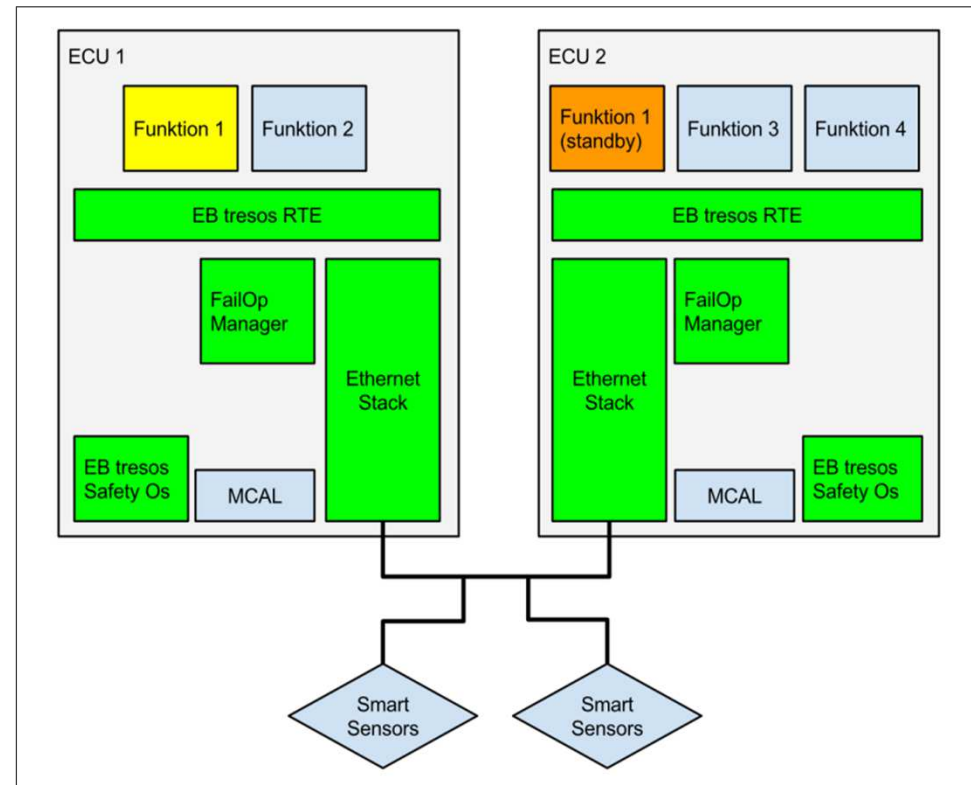 ECU 1
Funktion 1
Funktion 2
EB tresos RTE
FailOp
Manager
Ethernet
Stack
EB tresos
Safety Os
MCAL
ECU 2
Funktion 1
(standby)
Funktion 3
Funktion 4
EB tresos RTE
Ethernet
Stack
FailOp
Manager
MCAL
EB tresos
Safety Os
Smart
Sensors
Smart
Sensors